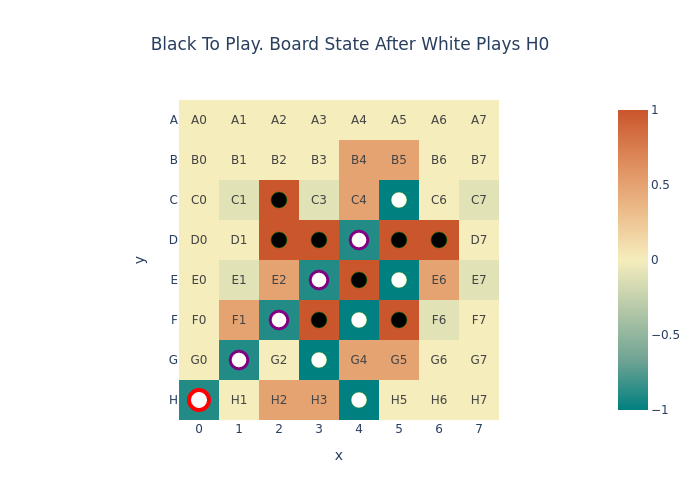 Black To Play. Board State After White Plays H0
A A0 A1 A2 A3 A4 A5 A6 A7
B B0 B1 B2 B3 B4 B5 B6 B7
C C0 C1 C3 C4 C6 C7
D D0 D1 D7
E E0 E1 E2 E6 E7
F F0 F1 F6 F7
G G0 G2 G4 G5 G6 G7
H H1 H2 H3 H5 H6 H7
0 1 2 3 4 5 6 7
x
y
1
0.5
0
−0.5
−1